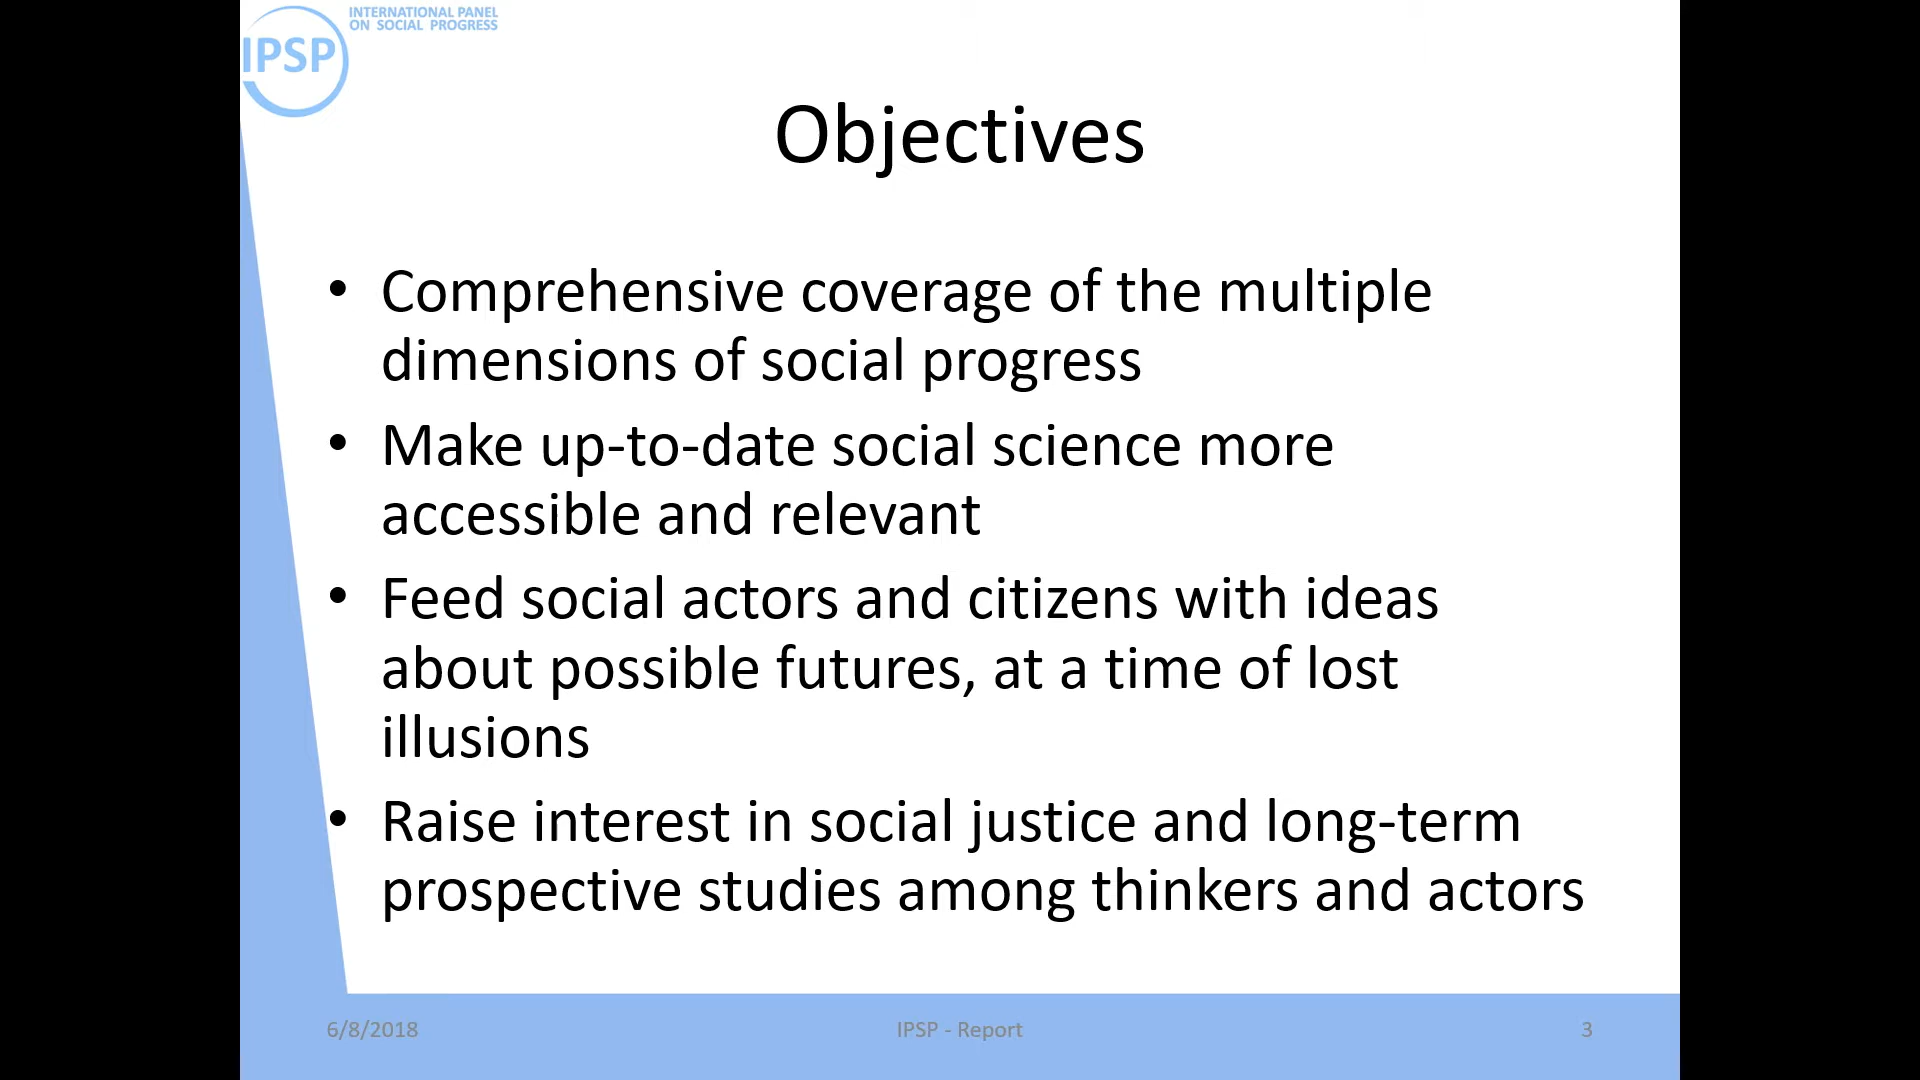 INTERNATIONAL PANEL
ON SOCIAL PROGRESS
IPSP
Objectives
• Comprehensive coverage of the multiple
dimensions of social progress
• Make up-to-date social science more
accessible and relevant
• Feed social actors and citizens with ideas
about possible futures, at a time of lost
illusions
• Raise interest in social justice and long-term
prospective studies among thinkers and actors
6/8/2018
IPSP - Report
3